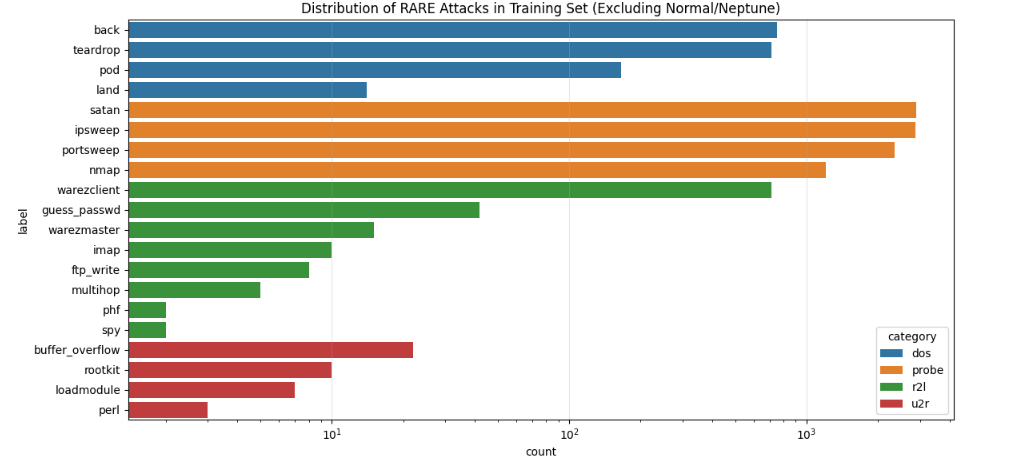 Distribution of RARE Attacks in Training Set (Excluding Normal/Neptune)
back
teardrop
pod
land
satan
ipsweep
portsweep
nmap
warezclient
guess_passwd
warezmaster
imap
ftp_write
multihop
phf
spy
buffer_overflow
rootkit
loadmodule
perl
label
10¹ 10² 10³
count
category
dos
probe
r2l
u2r